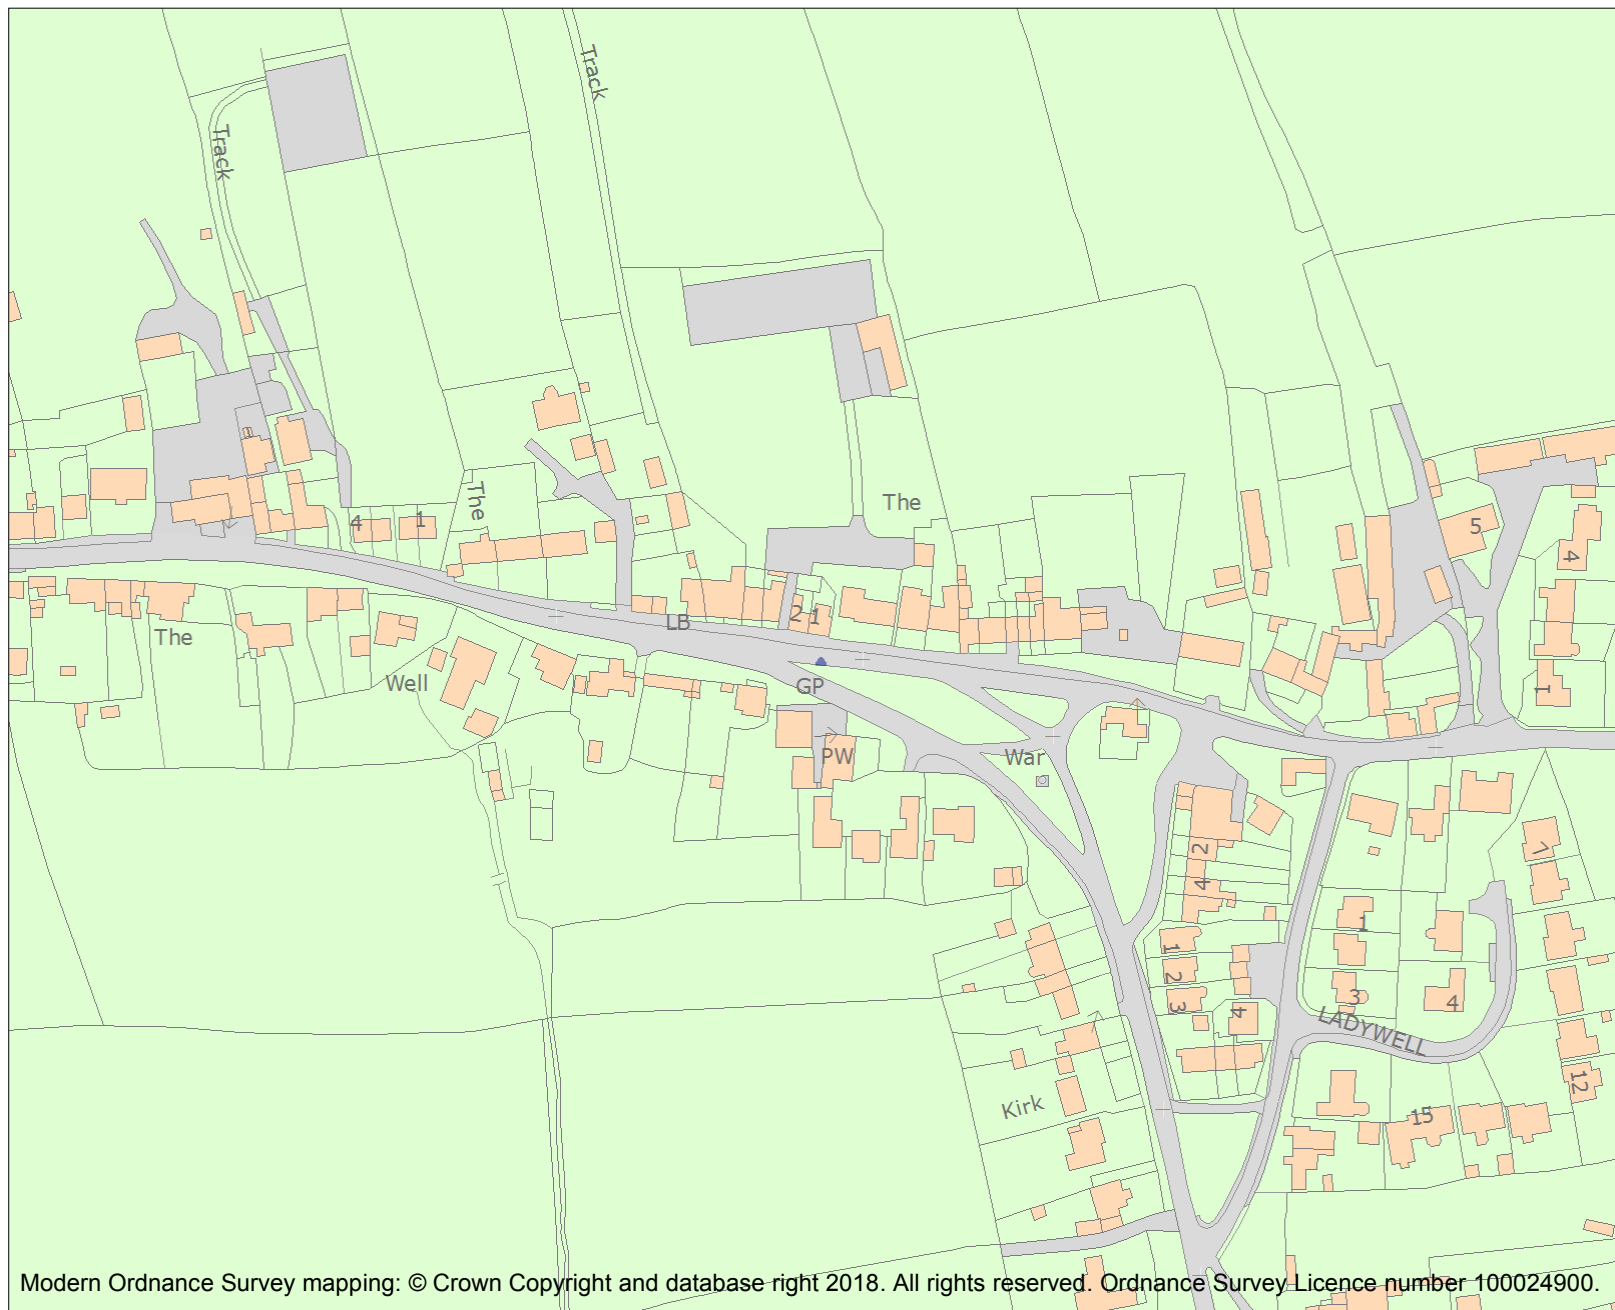 Track
Track
The
4
1
The
5
4
LB
2
1
The
Well
GP
1
PW
War
2
4
7
1
1
2
3
4
3
4
LADYWELL
12
Kirk
15
Modern Ordnance Survey mapping: © Crown Copyright and database right 2018. All rights reserved. Ordnance Survey Licence number 100024900.